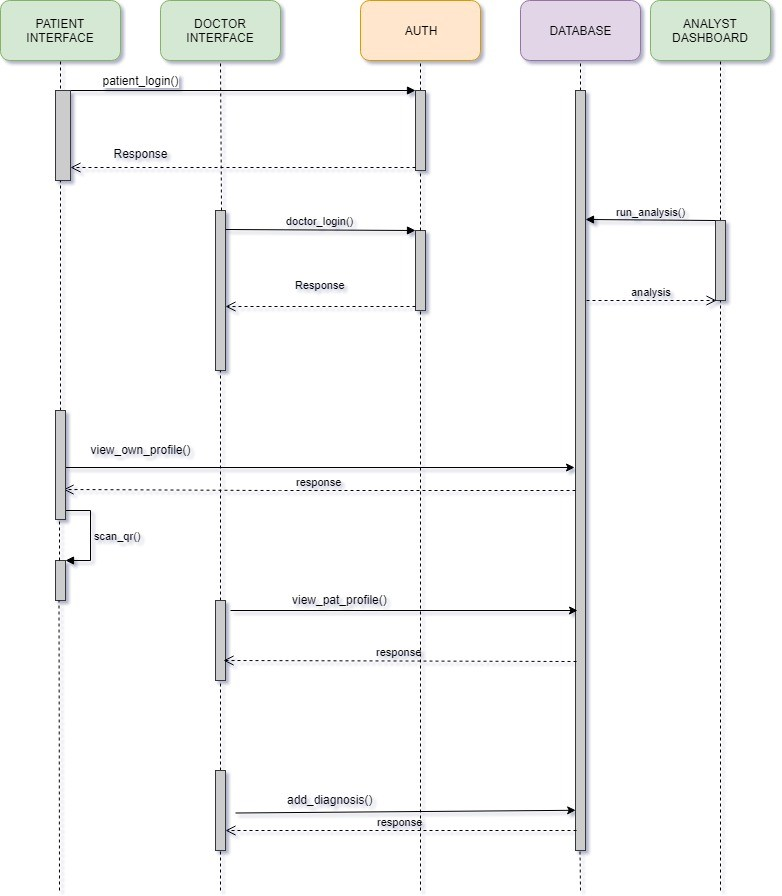 PATIENT
INTERFACE
DOCTOR
INTERFACE
AUTH
DATABASE
ANALYST
DASHBOARD
patient_login()
Response
run_analysis()
doctor_login()
Response
analysis
view_own_profile()
response
scan_qr()
view_pat_profile()
response
add_diagnosis()
response